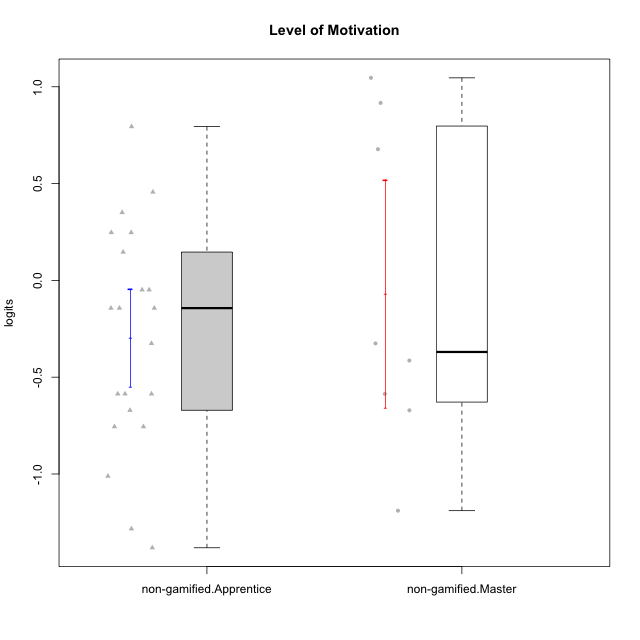 Level of Motivation
logits
1.0
0.5
0.0
-0.5
-1.0
non-gamified.Apprentice
non-gamified.Master